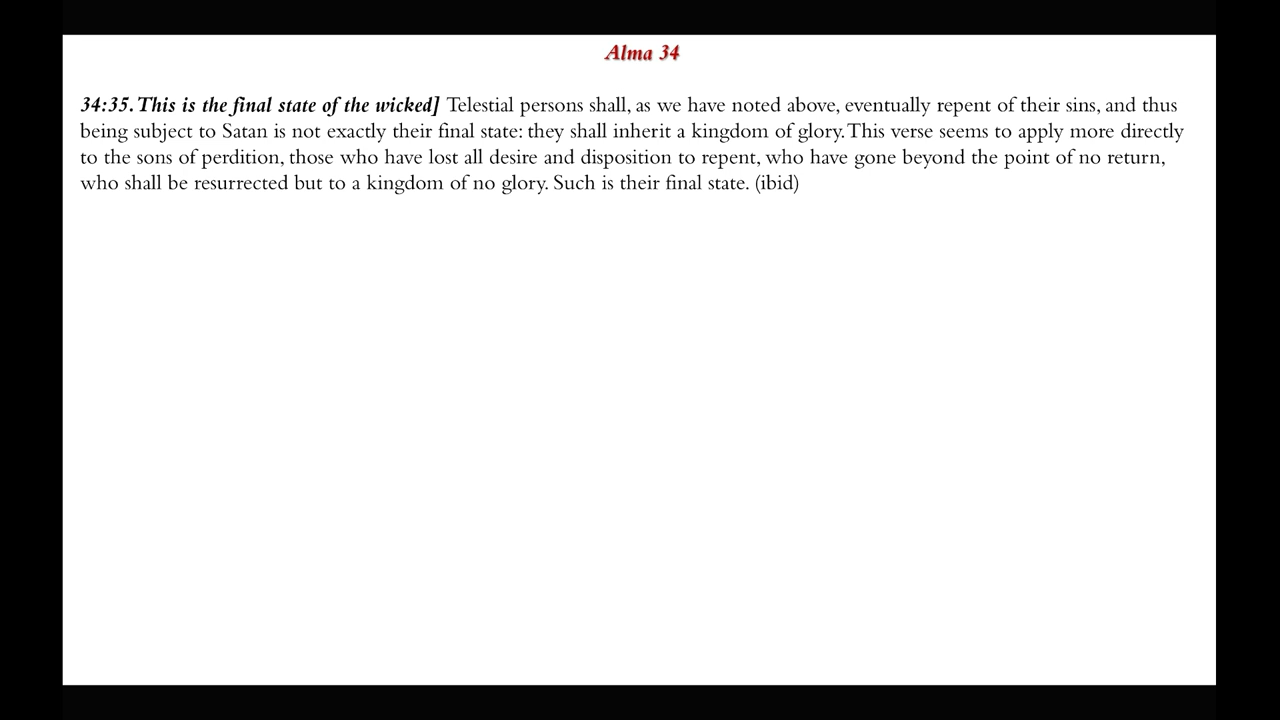 Alma 34
34:35. This is the final state of the wicked] Telestial persons shall, as we have noted above, eventually repent of their sins, and thus
being subject to Satan is not exactly their final state: they shall inherit a kingdom of glory. This verse seems to apply more directly
to the sons of perdition, those who have lost all desire and disposition to repent, who have gone beyond the point of no return,
who shall be resurrected but to a kingdom of no glory. Such is their final state. (ibid)